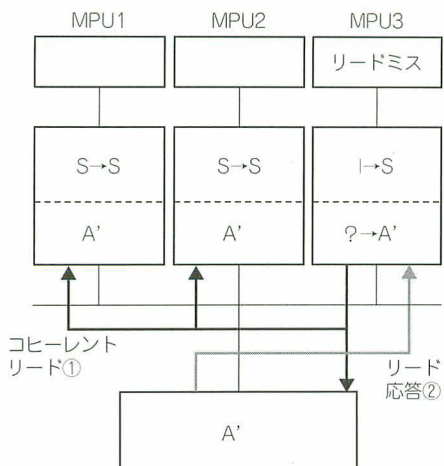 MPU1 MPU2 MPU3
リードミス
S→S S→S I→S
A' A' ?→A'
コヒーレント
リード①
リード
応答②
A'